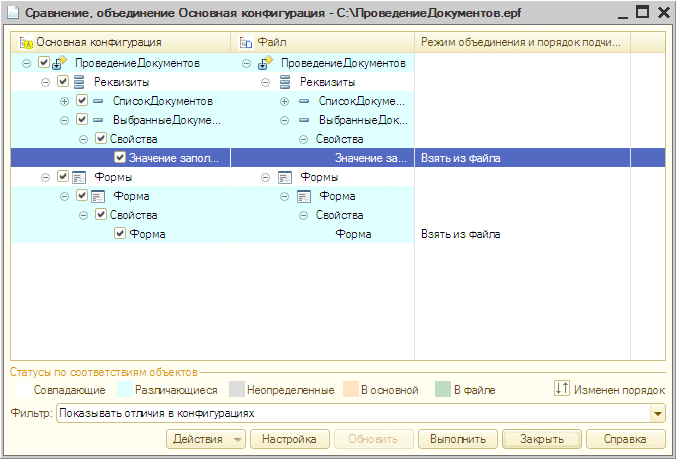 Сравнение, объединение Основная конфигурация - C:\ПроведениеДокументов.epf
Основная конфигурация Файл Режим объединения и порядок подчи...
ПроведениеДокументов ПроведениеДокументов
Реквизиты Реквизиты
СписокДокументов СписокДокуме...
ВыбранныеДокуме... ВыбранныеДок...
Свойства Свойства
Значение запол... Значение за... Взять из файла
Формы Формы
Форма Форма
Свойства Свойства
Форма Форма Взять из файла
Статусы по соответствиям объектов
Совпадающие Различающиеся Неопределенные В основной В файле Изменен порядок
Фильтр: Показывать отличия в конфигурациях
Действия Настройка Обновить Выполнить Закрыть Справка